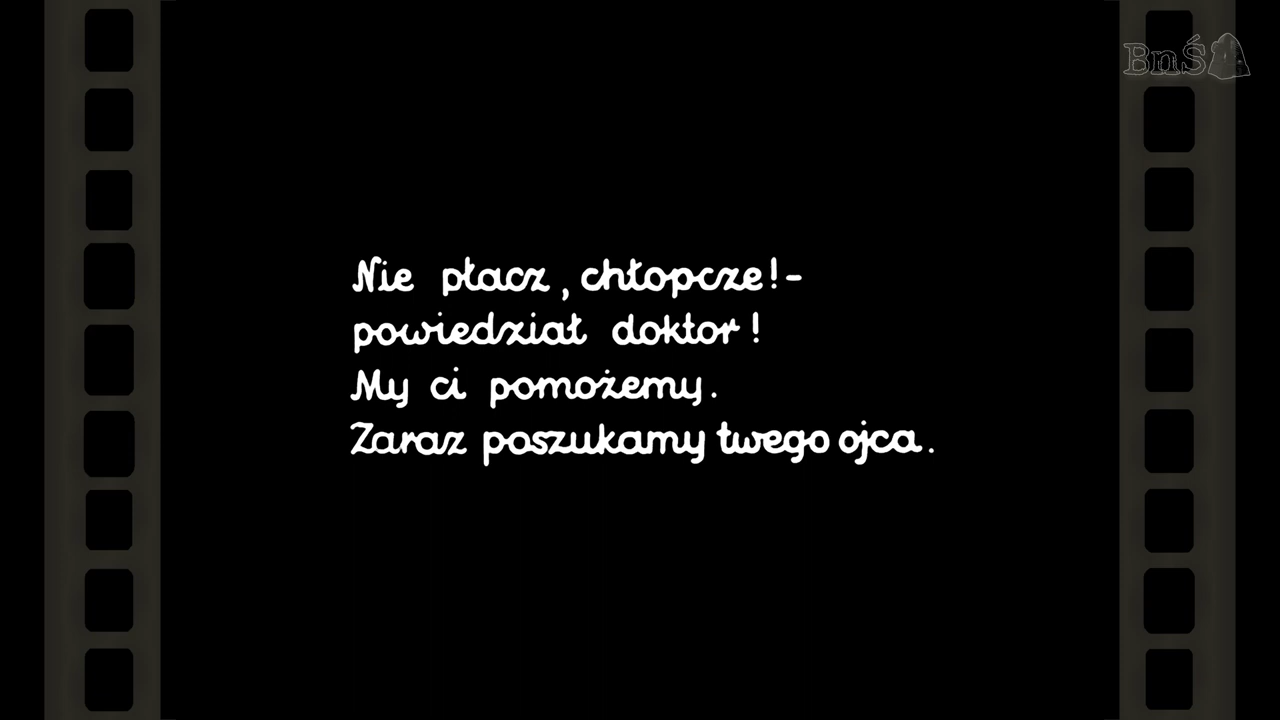 BnŚ
Nie płacz, chłopcze!-
powiedział doktor!
My ci pomożemy.
Zaraz poszukamy twego ojca.